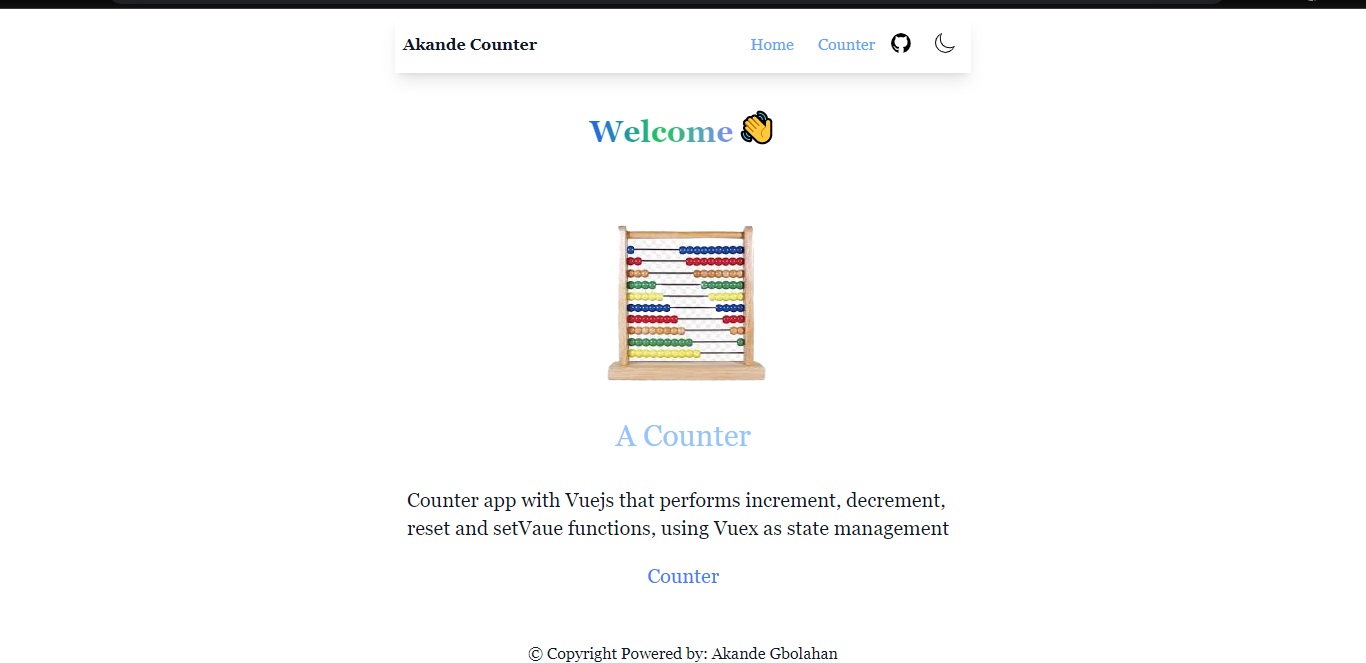 Akande Counter
Home
Counter
Welcome 👋
A Counter
Counter app with Vuejs that performs increment, decrement,
reset and setVaue functions, using Vuex as state management
Counter
© Copyright Powered by: Akande Gbolahan